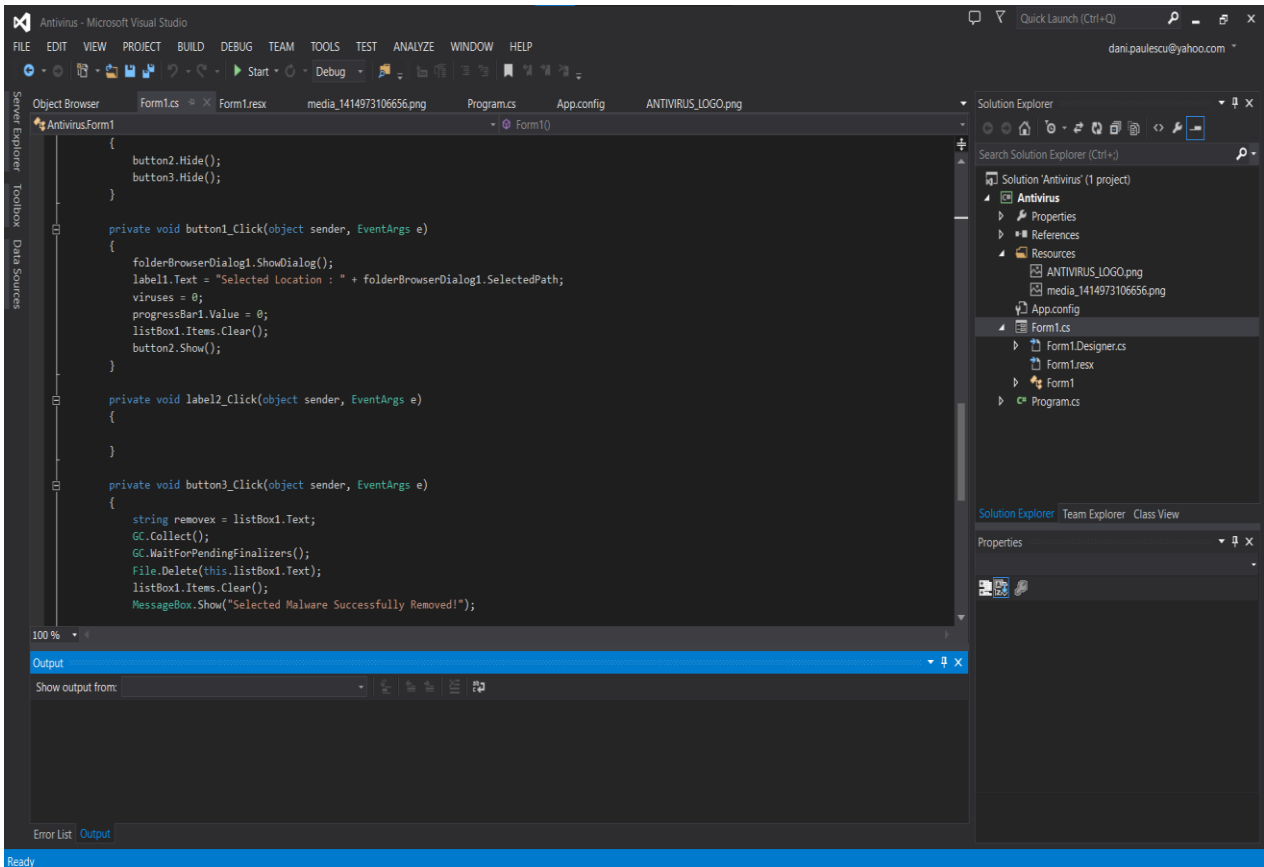 Antivirus - Microsoft Visual Studio
Quick Launch (Ctrl+Q)
FILE EDIT VIEW PROJECT BUILD DEBUG TEAM TOOLS TEST ANALYZE WINDOW HELP
dani.paulescu@yahoo.com
Start Debug
Server Explorer
Toolbox
Data Sources
Object Browser Form1.cs Form1.resx media_1414973106656.png Program.cs App.config ANTIVIRUS_LOGO.png
Antivirus.Form1 Form1()
{
button2.Hide();
button3.Hide();
}
private void button1_Click(object sender, EventArgs e)
{
folderBrowserDialog1.ShowDialog();
label1.Text = "Selected Location : " + folderBrowserDialog1.SelectedPath;
viruses = 0;
progressBar1.Value = 0;
listBox1.Items.Clear();
button2.Show();
}
private void label2_Click(object sender, EventArgs e)
{
}
private void button3_Click(object sender, EventArgs e)
{
string removex = listBox1.Text;
GC.Collect();
GC.WaitForPendingFinalizers();
File.Delete(this.listBox1.Text);
listBox1.Items.Clear();
MessageBox.Show("Selected Malware Successfully Removed!");
100 %
Output
Show output from:
Error List Output
Ready
Solution Explorer
Search Solution Explorer (Ctrl+;)
Solution 'Antivirus' (1 project)
C# Antivirus
Properties
References
Resources
ANTIVIRUS_LOGO.png
media_1414973106656.png
App.config
Form1.cs
Form1.Designer.cs
Form1.resx
Form1
C# Program.cs
Solution Explorer Team Explorer Class View
Properties